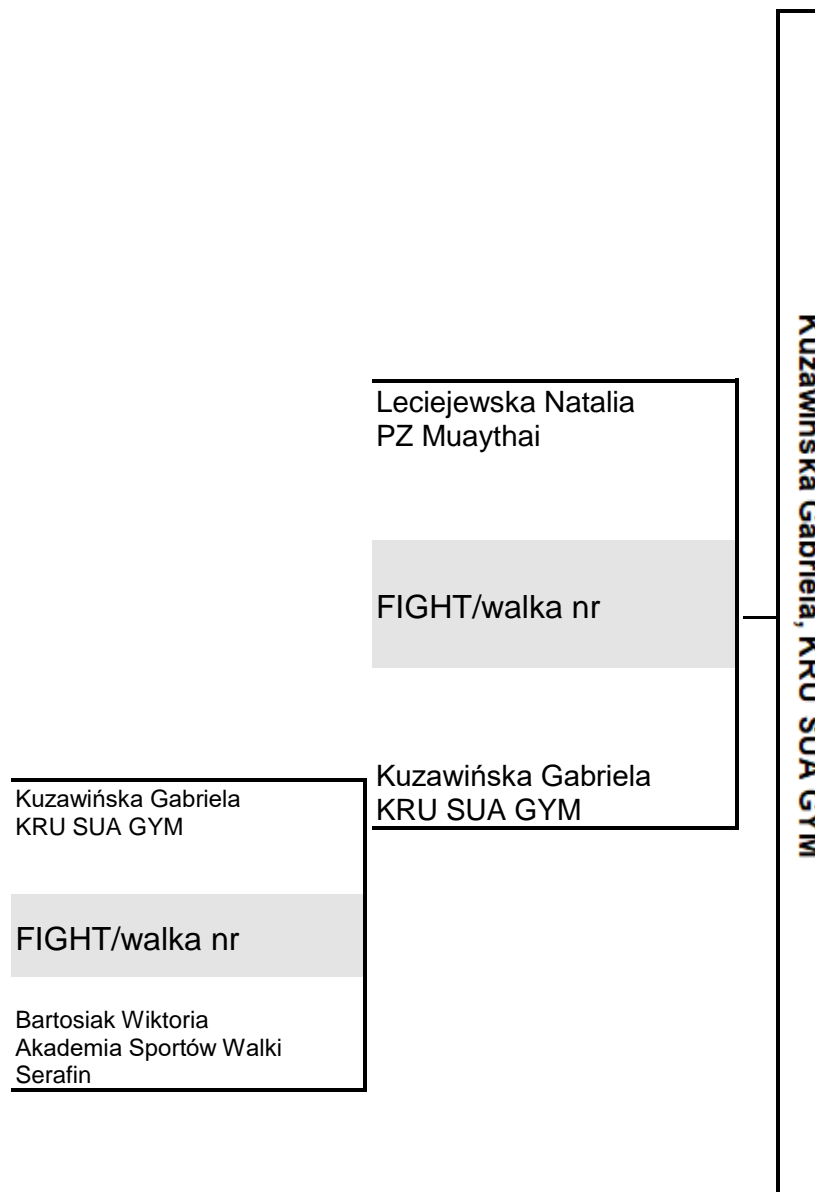 Leciejewska Natalia
PZ Muaythai
FIGHT/walka nr
Kuzawińska Gabriela
KRU SUA GYM
Kuzawińska Gabriela
KRU SUA GYM
FIGHT/walka nr
Bartosiak Wiktoria
Akademia Sportów Walki
Serafin
Kuzawińska Gabriela, KRU SUA GYM